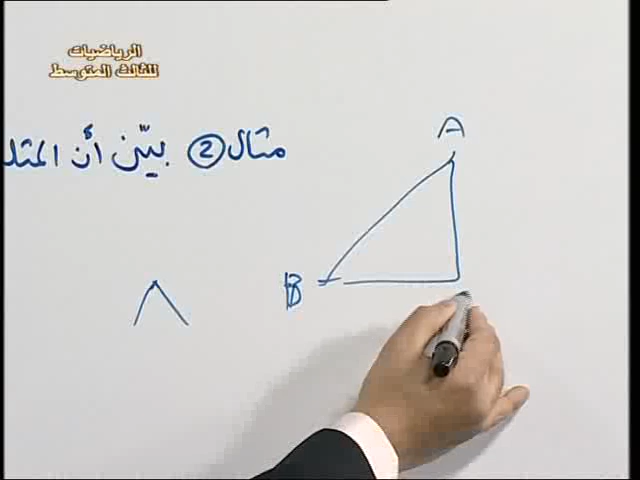 الرياضيات
للثالث المتوسط
مثال ② بيّن أن
A
B